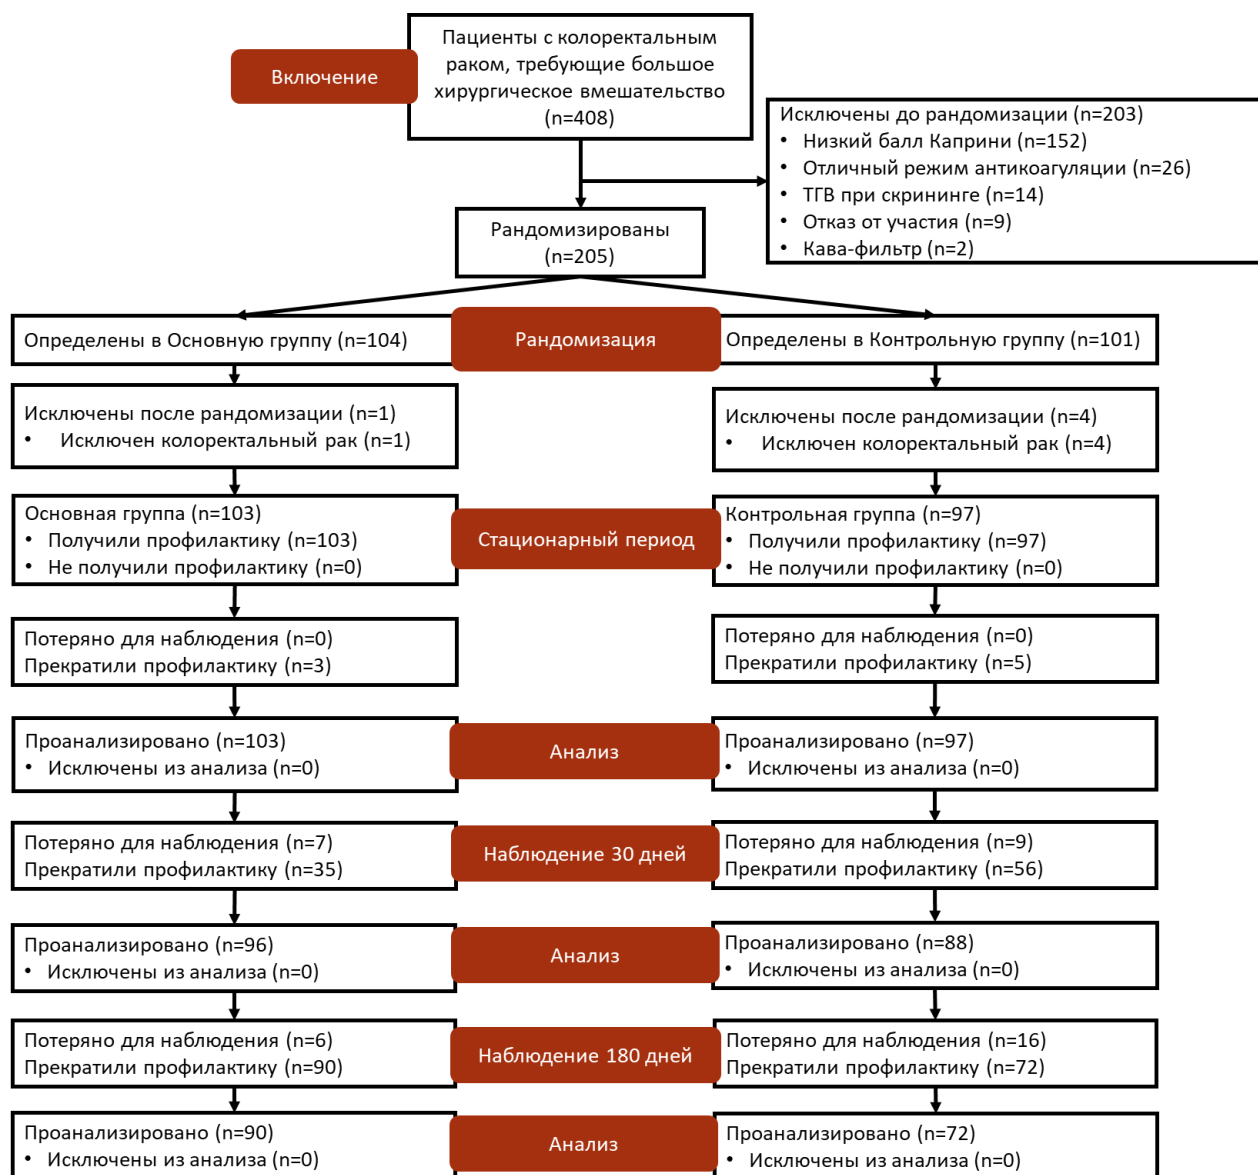 Включение
Пациенты с колоректальным
раком, требующие большое
хирургическое вмешательство
(n=408)
Исключены до рандомизации (n=203)
• Низкий балл Каприни (n=152)
• Отличный режим антикоагуляции (n=26)
• ТГВ при скрининге (n=14)
• Отказ от участия (n=9)
• Кава-фильтр (n=2)
Рандомизированы
(n=205)
Определены в Основную группу (n=104)
Рандомизация
Определены в Контрольную группу (n=101)
Исключены после рандомизации (n=1)
• Исключен колоректальный рак (n=1)
Исключены после рандомизации (n=4)
• Исключен колоректальный рак (n=4)
Основная группа (n=103)
• Получили профилактику (n=103)
• Не получили профилактику (n=0)
Стационарный период
Контрольная группа (n=97)
• Получили профилактику (n=97)
• Не получили профилактику (n=0)
Потеряно для наблюдения (n=0)
Прекратили профилактику (n=3)
Потеряно для наблюдения (n=0)
Прекратили профилактику (n=5)
Проанализировано (n=103)
• Исключены из анализа (n=0)
Анализ
Проанализировано (n=97)
• Исключены из анализа (n=0)
Потеряно для наблюдения (n=7)
Прекратили профилактику (n=35)
Наблюдение 30 дней
Потеряно для наблюдения (n=9)
Прекратили профилактику (n=56)
Проанализировано (n=96)
• Исключены из анализа (n=0)
Анализ
Проанализировано (n=88)
• Исключены из анализа (n=0)
Потеряно для наблюдения (n=6)
Прекратили профилактику (n=90)
Наблюдение 180 дней
Потеряно для наблюдения (n=16)
Прекратили профилактику (n=72)
Проанализировано (n=90)
• Исключены из анализа (n=0)
Анализ
Проанализировано (n=72)
• Исключены из анализа (n=0)